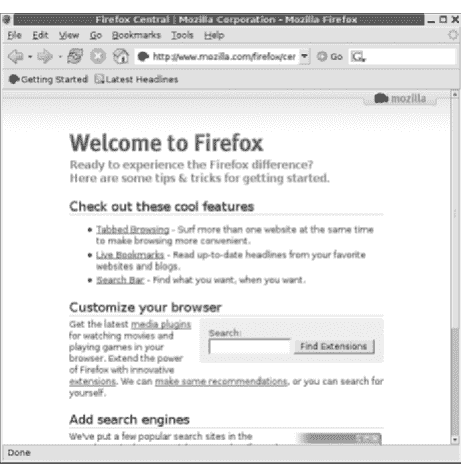 Firefox Central | Mozilla Corporation - Mozilla Firefox
File Edit View Go Bookmarks Tools Help
http://www.mozilla.com/firefox/cer Go
Getting Started Latest Headlines
mozilla
Welcome to Firefox
Ready to experience the Firefox difference?
Here are some tips & tricks for getting started.
Check out these cool features
• Tabbed Browsing - Surf more than one website at the same time
to make browsing more convenient.
• Live Bookmarks - Read up-to-date headlines from your favorite
websites and blogs.
• Search Bar - Find what you want, when you want.
Customize your browser
Get the latest media plugins
for watching movies and
playing games in your
browser. Extend the power
of Firefox with innovative
extensions. We can make some recommendations, or you can search for
yourself.
Search:
Find Extensions
Add search engines
We've put a few popular search sites in the
Done